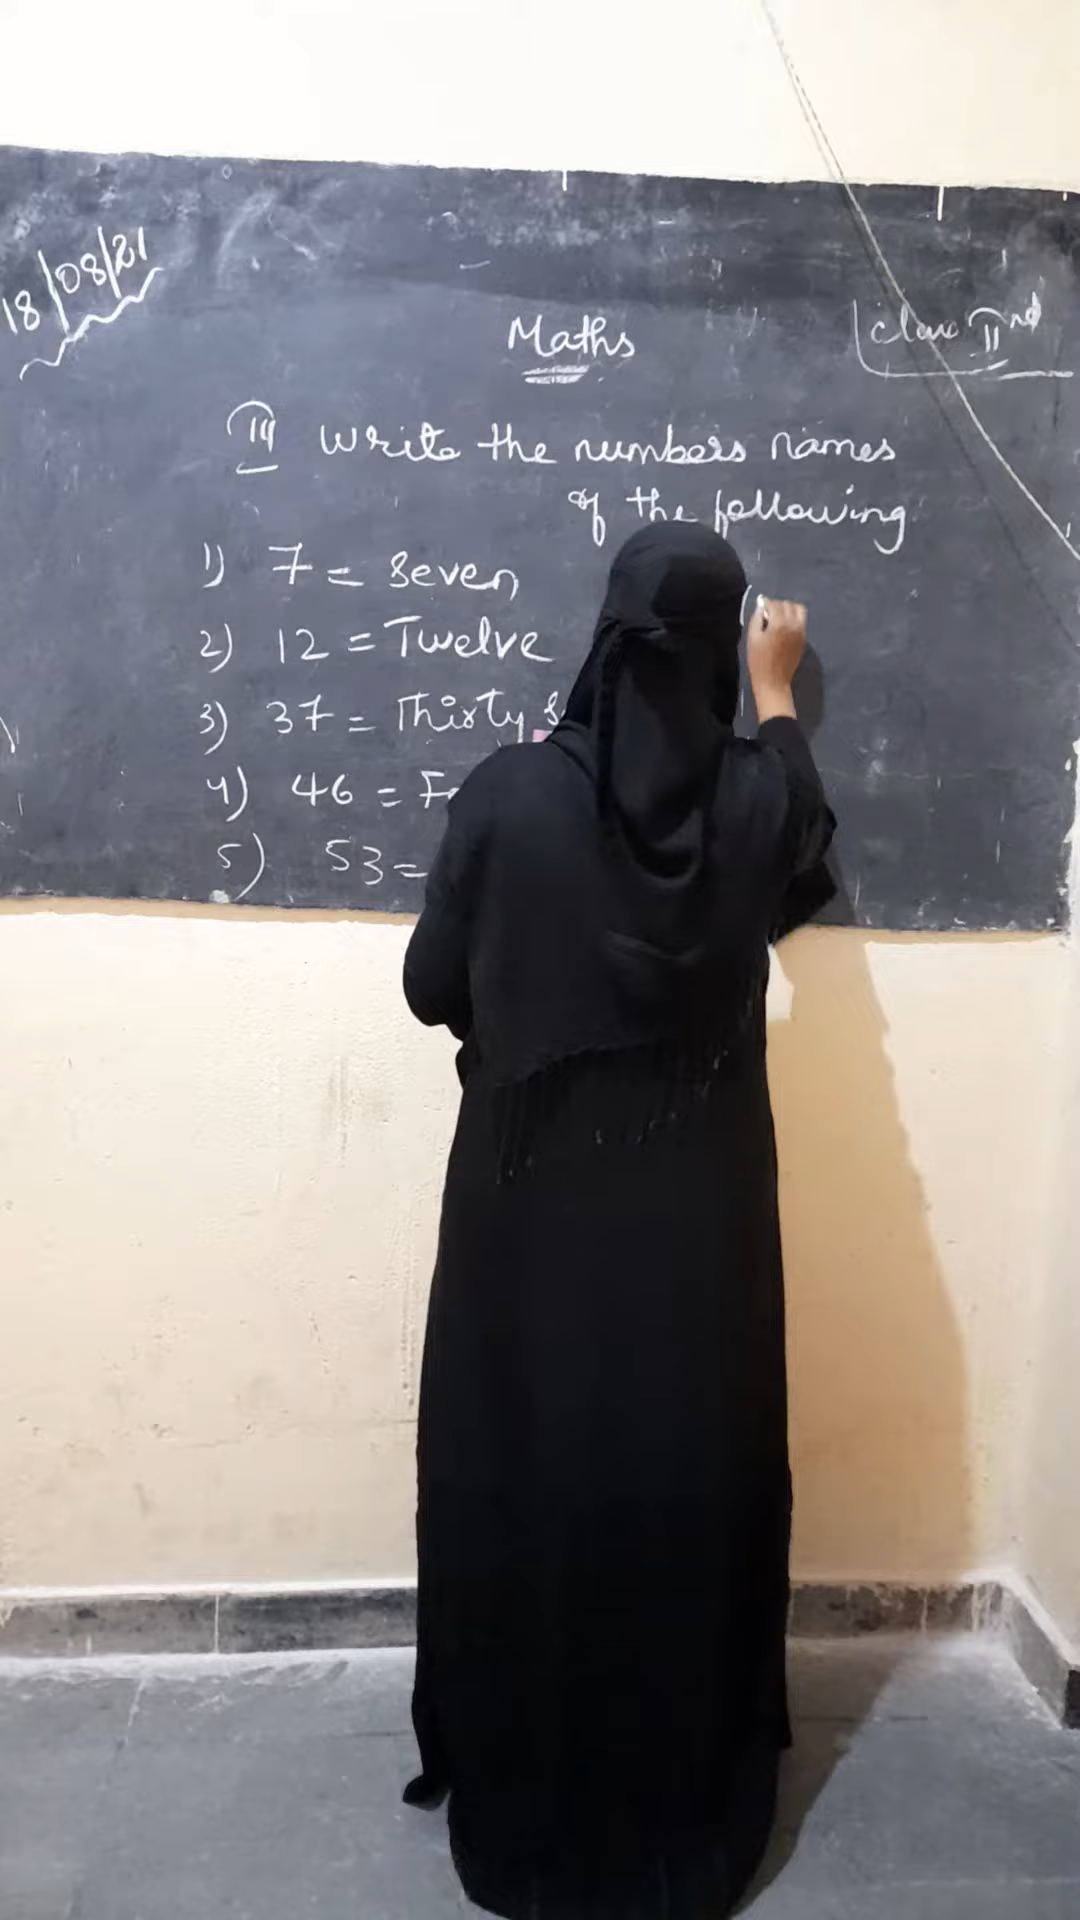 18/08/21
Maths
Class IInd
III Write the numbers names
of the following
1) 7 = Seven
2) 12 = Twelve
3) 37 = Thirty
4) 46 =
5) 53 =